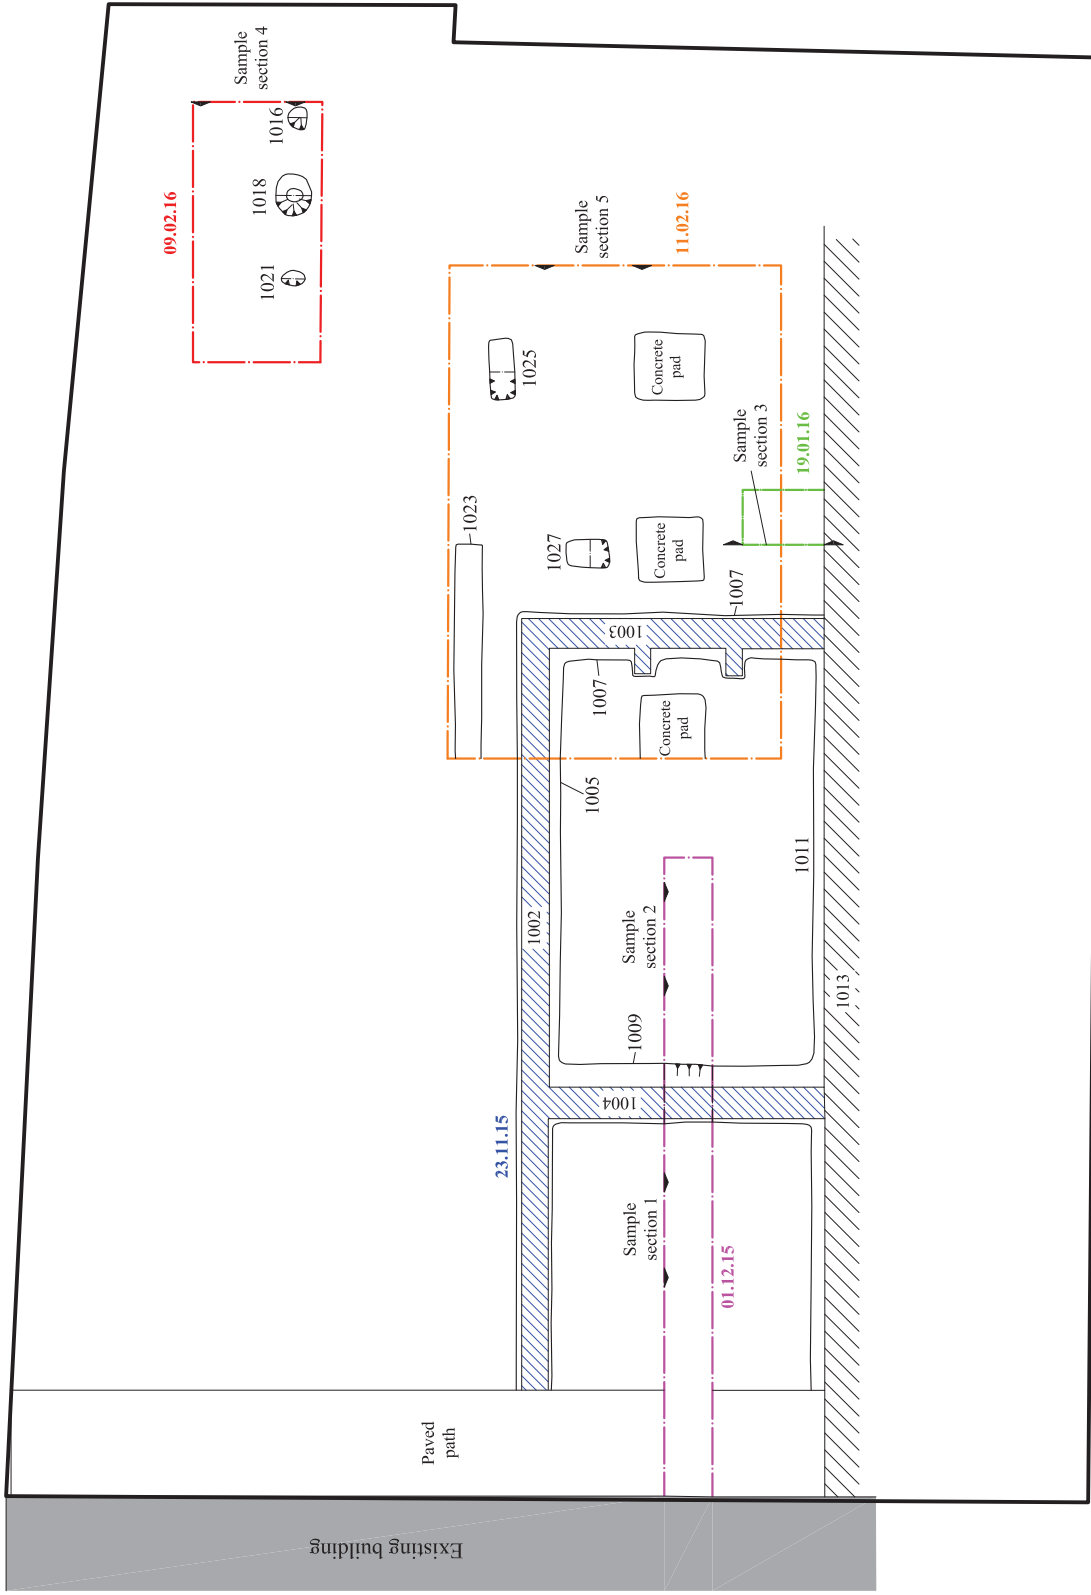 Sample
section 4
1016
1018
09.02.16
1021
Sample
section 5
11.02.16
1025
Concrete
pad
Sample
section 3
19.01.16
1023
1027
Concrete
pad
1007
1003
1007
Concrete
pad
1005
1011
1002
Sample
section 2
1013
1009
1004
23.11.15
Sample
section 1
01.12.15
Paved
path
Existing building